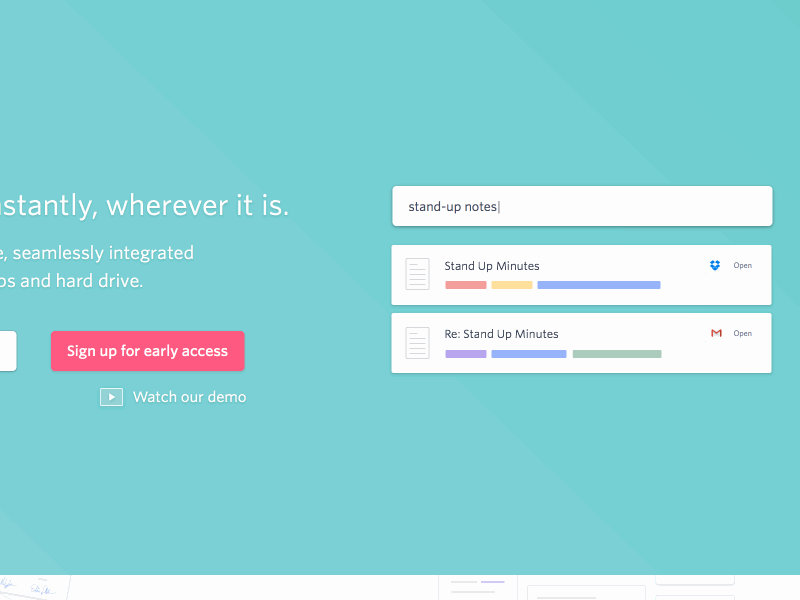 stantly, wherever it is.
, seamlessly integrated
s and hard drive.
Sign up for early access
Watch our demo
stand-up notes
Stand Up Minutes
Open
Re: Stand Up Minutes
Open